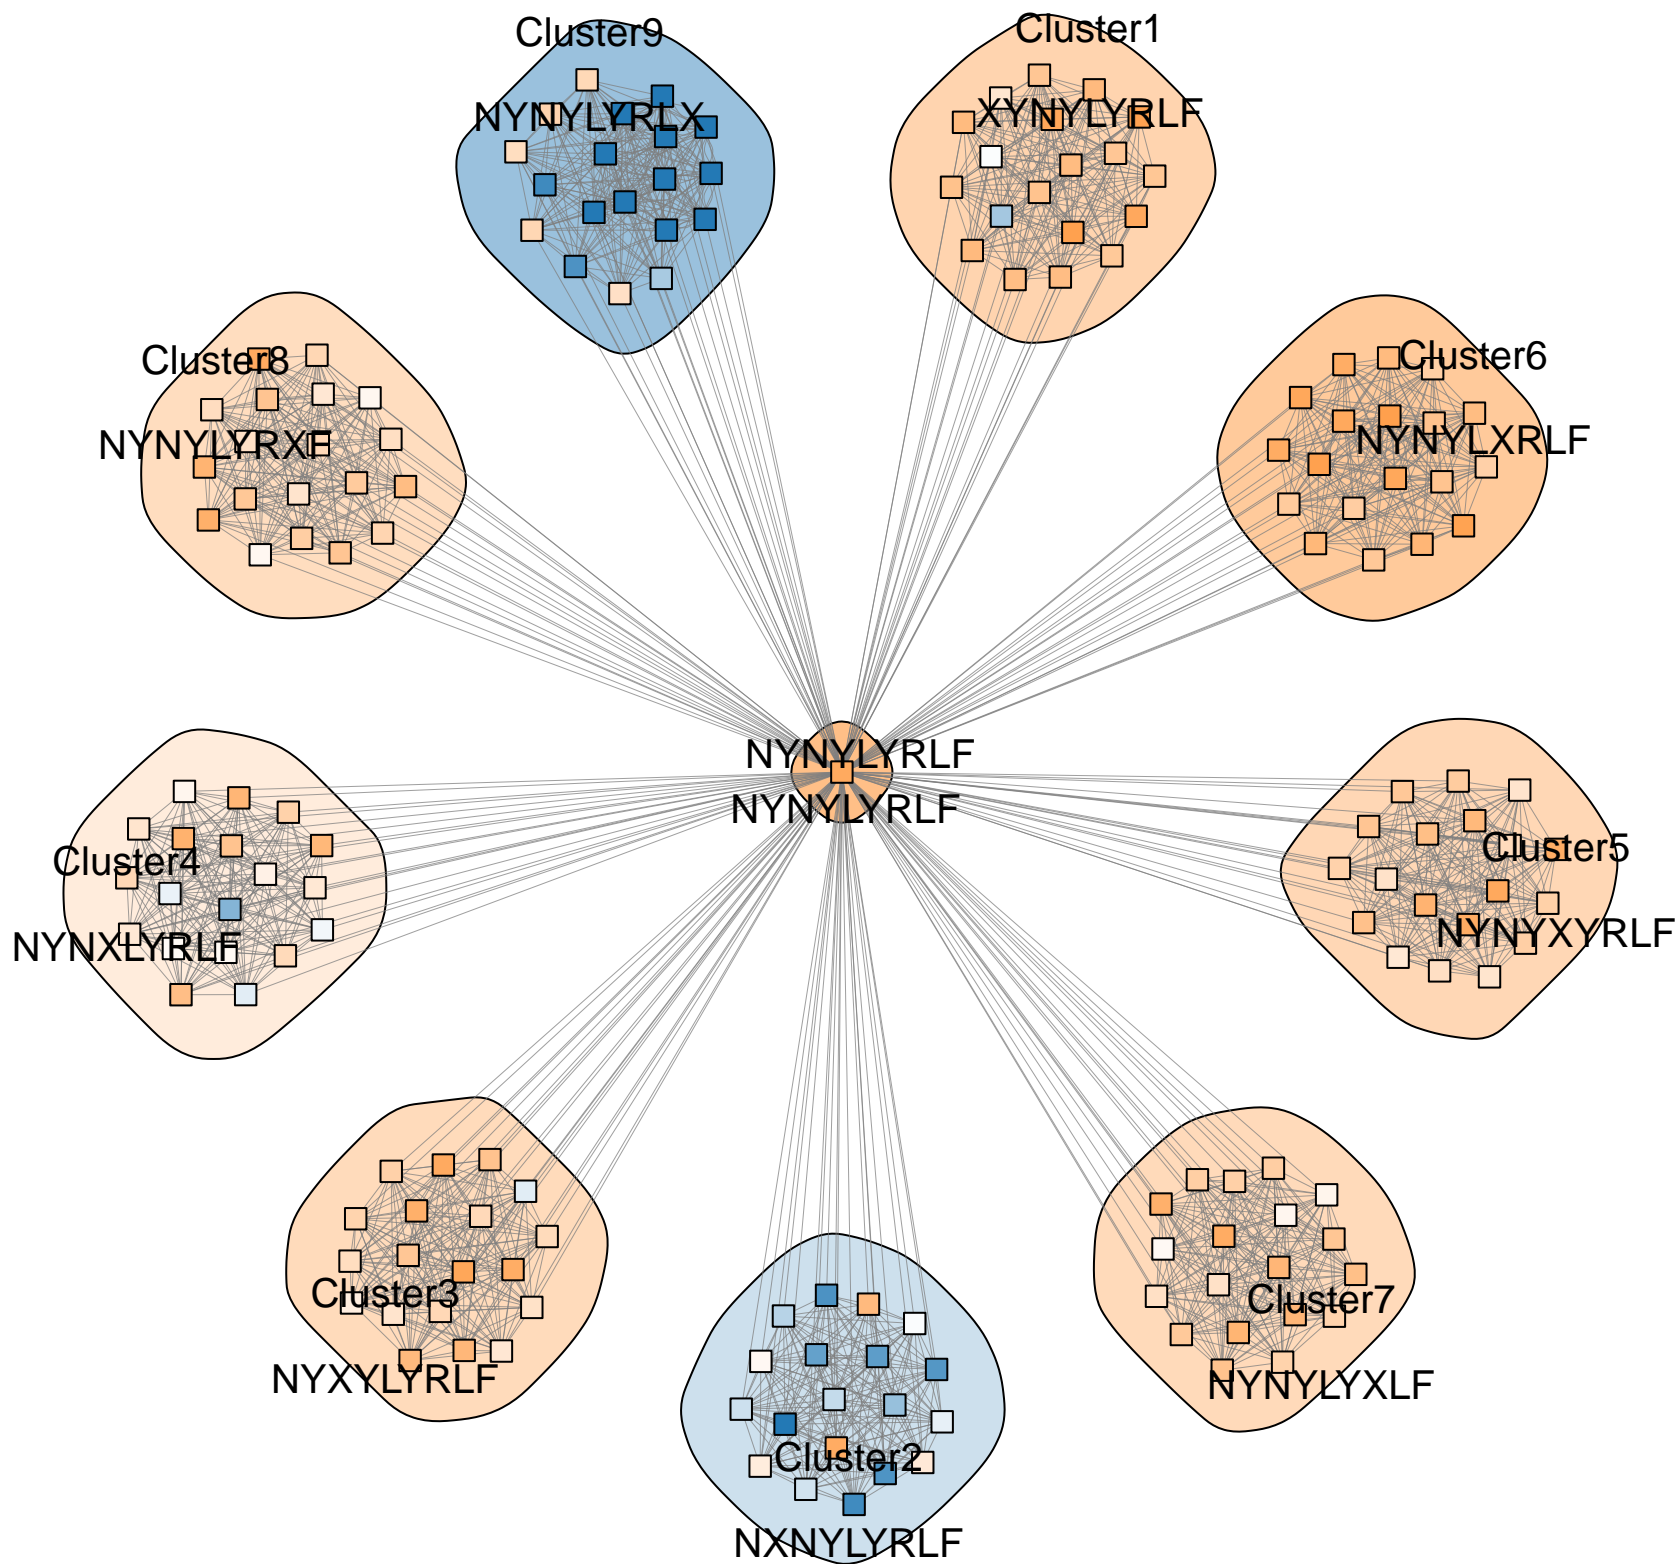 Cluster9
NYNYLYRLX
Cluster1
XYNYLYRLF
Cluster8
NYNYLYRXF
Cluster6
NYNYLXRLF
NYNYLYRLF
NYNYLYRLF
Cluster4
NYNXLYRLF
Cluster5
NYNYXYRLF
Cluster3
NYXYLYRLF
Cluster7
NYNYLYXLF
Cluster2
NXNYLYRLF